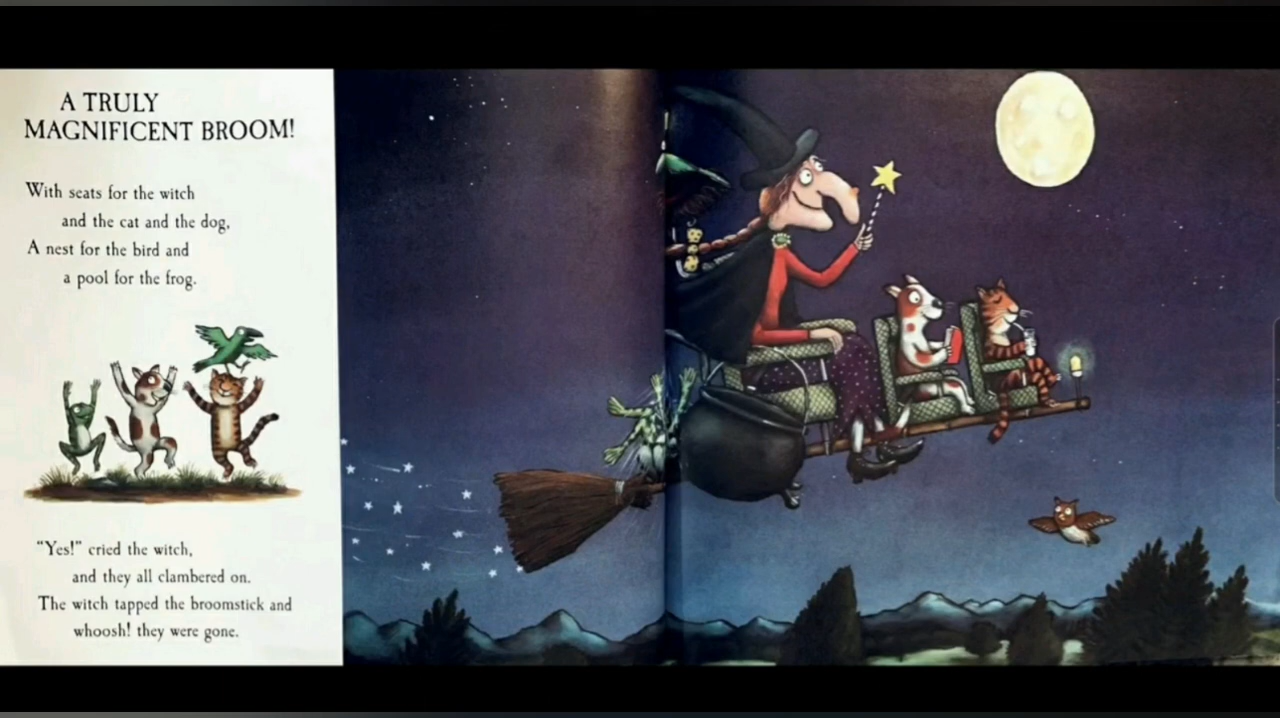 A TRULY
MAGNIFICENT BROOM!
With seats for the witch
and the cat and the dog,
A nest for the bird and
a pool for the frog.
"Yes!" cried the witch,
and they all clambered on.
The witch tapped the broomstick and
whoosh! they were gone.